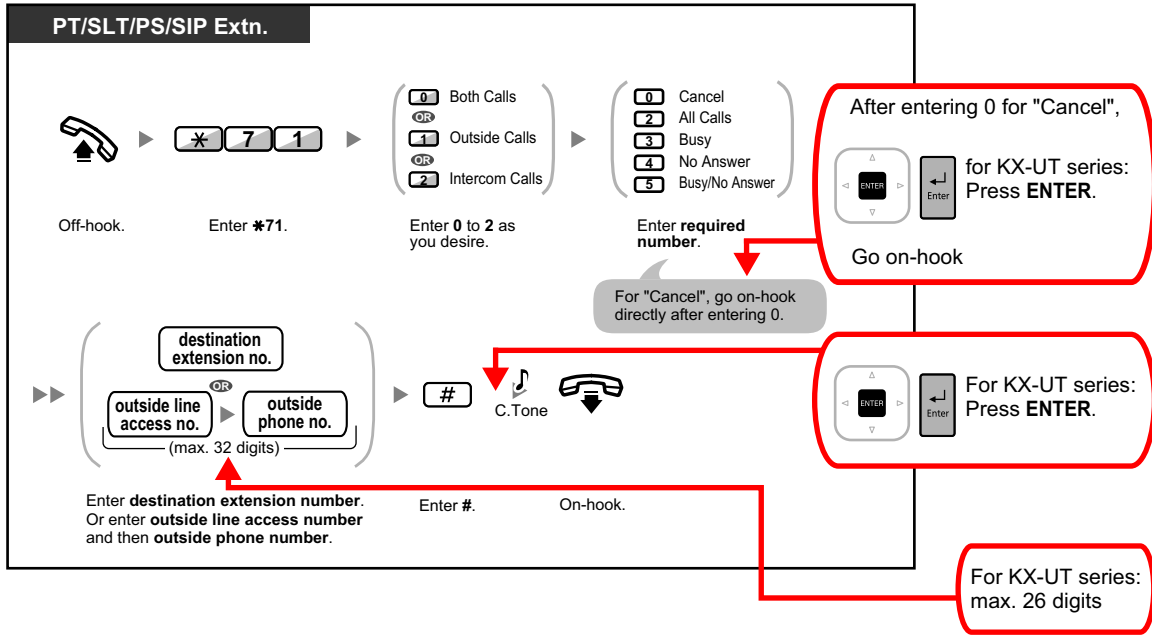 PT/SLT/PS/SIP Extn.
0 Both Calls
OR
1 Outside Calls
OR
2 Intercom Calls
0 Cancel
2 All Calls
3 Busy
4 No Answer
5 Busy/No Answer
* 7 1
Off-hook.
Enter *71.
Enter 0 to 2 as
you desire.
Enter required
number.
For "Cancel", go on-hook
directly after entering 0.
After entering 0 for "Cancel",
ENTER
Enter
for KX-UT series:
Press ENTER.
Go on-hook
destination
extension no.
OR
outside line
access no.
outside
phone no.
(max. 32 digits)
#
C.Tone
Enter destination extension number.
Or enter outside line access number
and then outside phone number.
Enter #.
On-hook.
ENTER
Enter
For KX-UT series:
Press ENTER.
For KX-UT series:
max. 26 digits